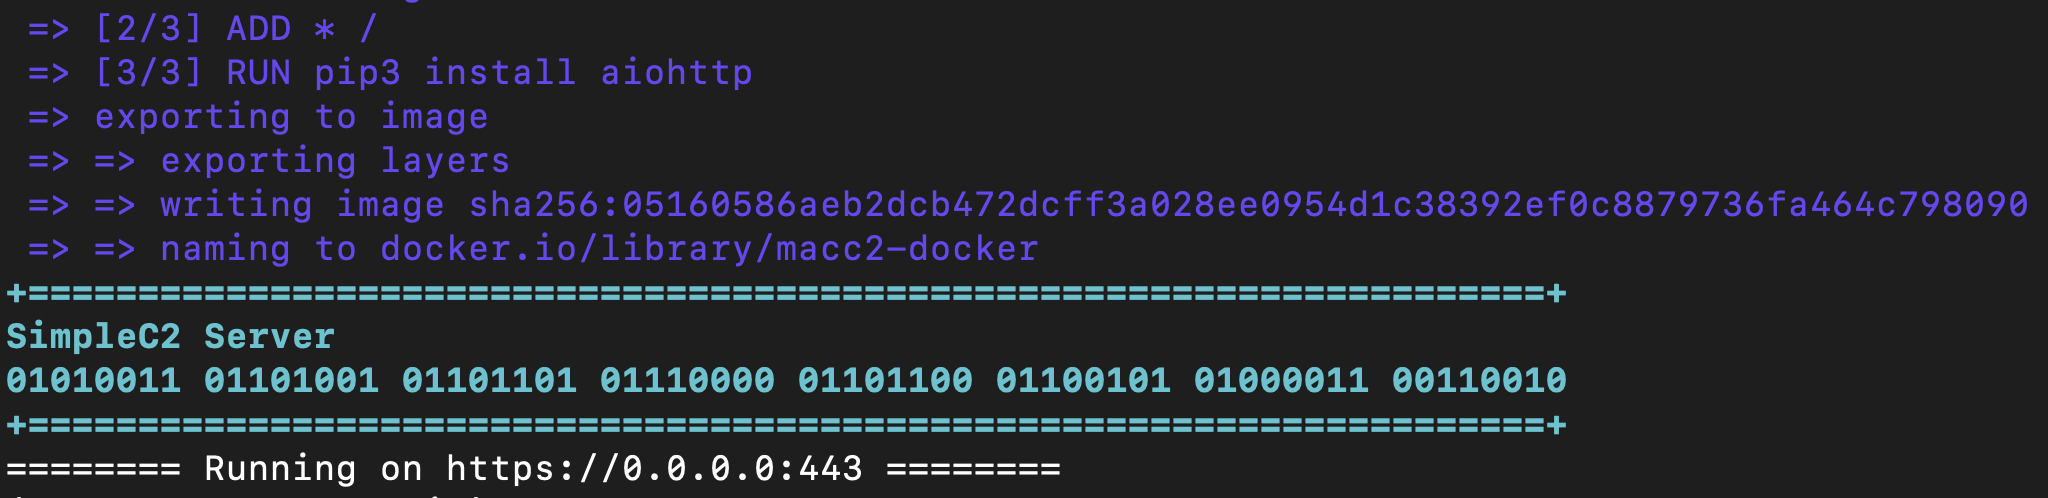 => [2/3] ADD * /
=> [3/3] RUN pip3 install aiohttp
=> exporting to image
=> => exporting layers
=> => writing image sha256:05160586aeb2dcb472dcff3a028ee0954d1c38392ef0c8879736fa464c798090
=> => naming to docker.io/library/macc2-docker
+=====================================================================+
SimpleC2 Server
01010011 01101001 01101101 01110000 01101100 01100101 01000011 00110010
+=====================================================================+
======== Running on https://0.0.0.0:443 ========